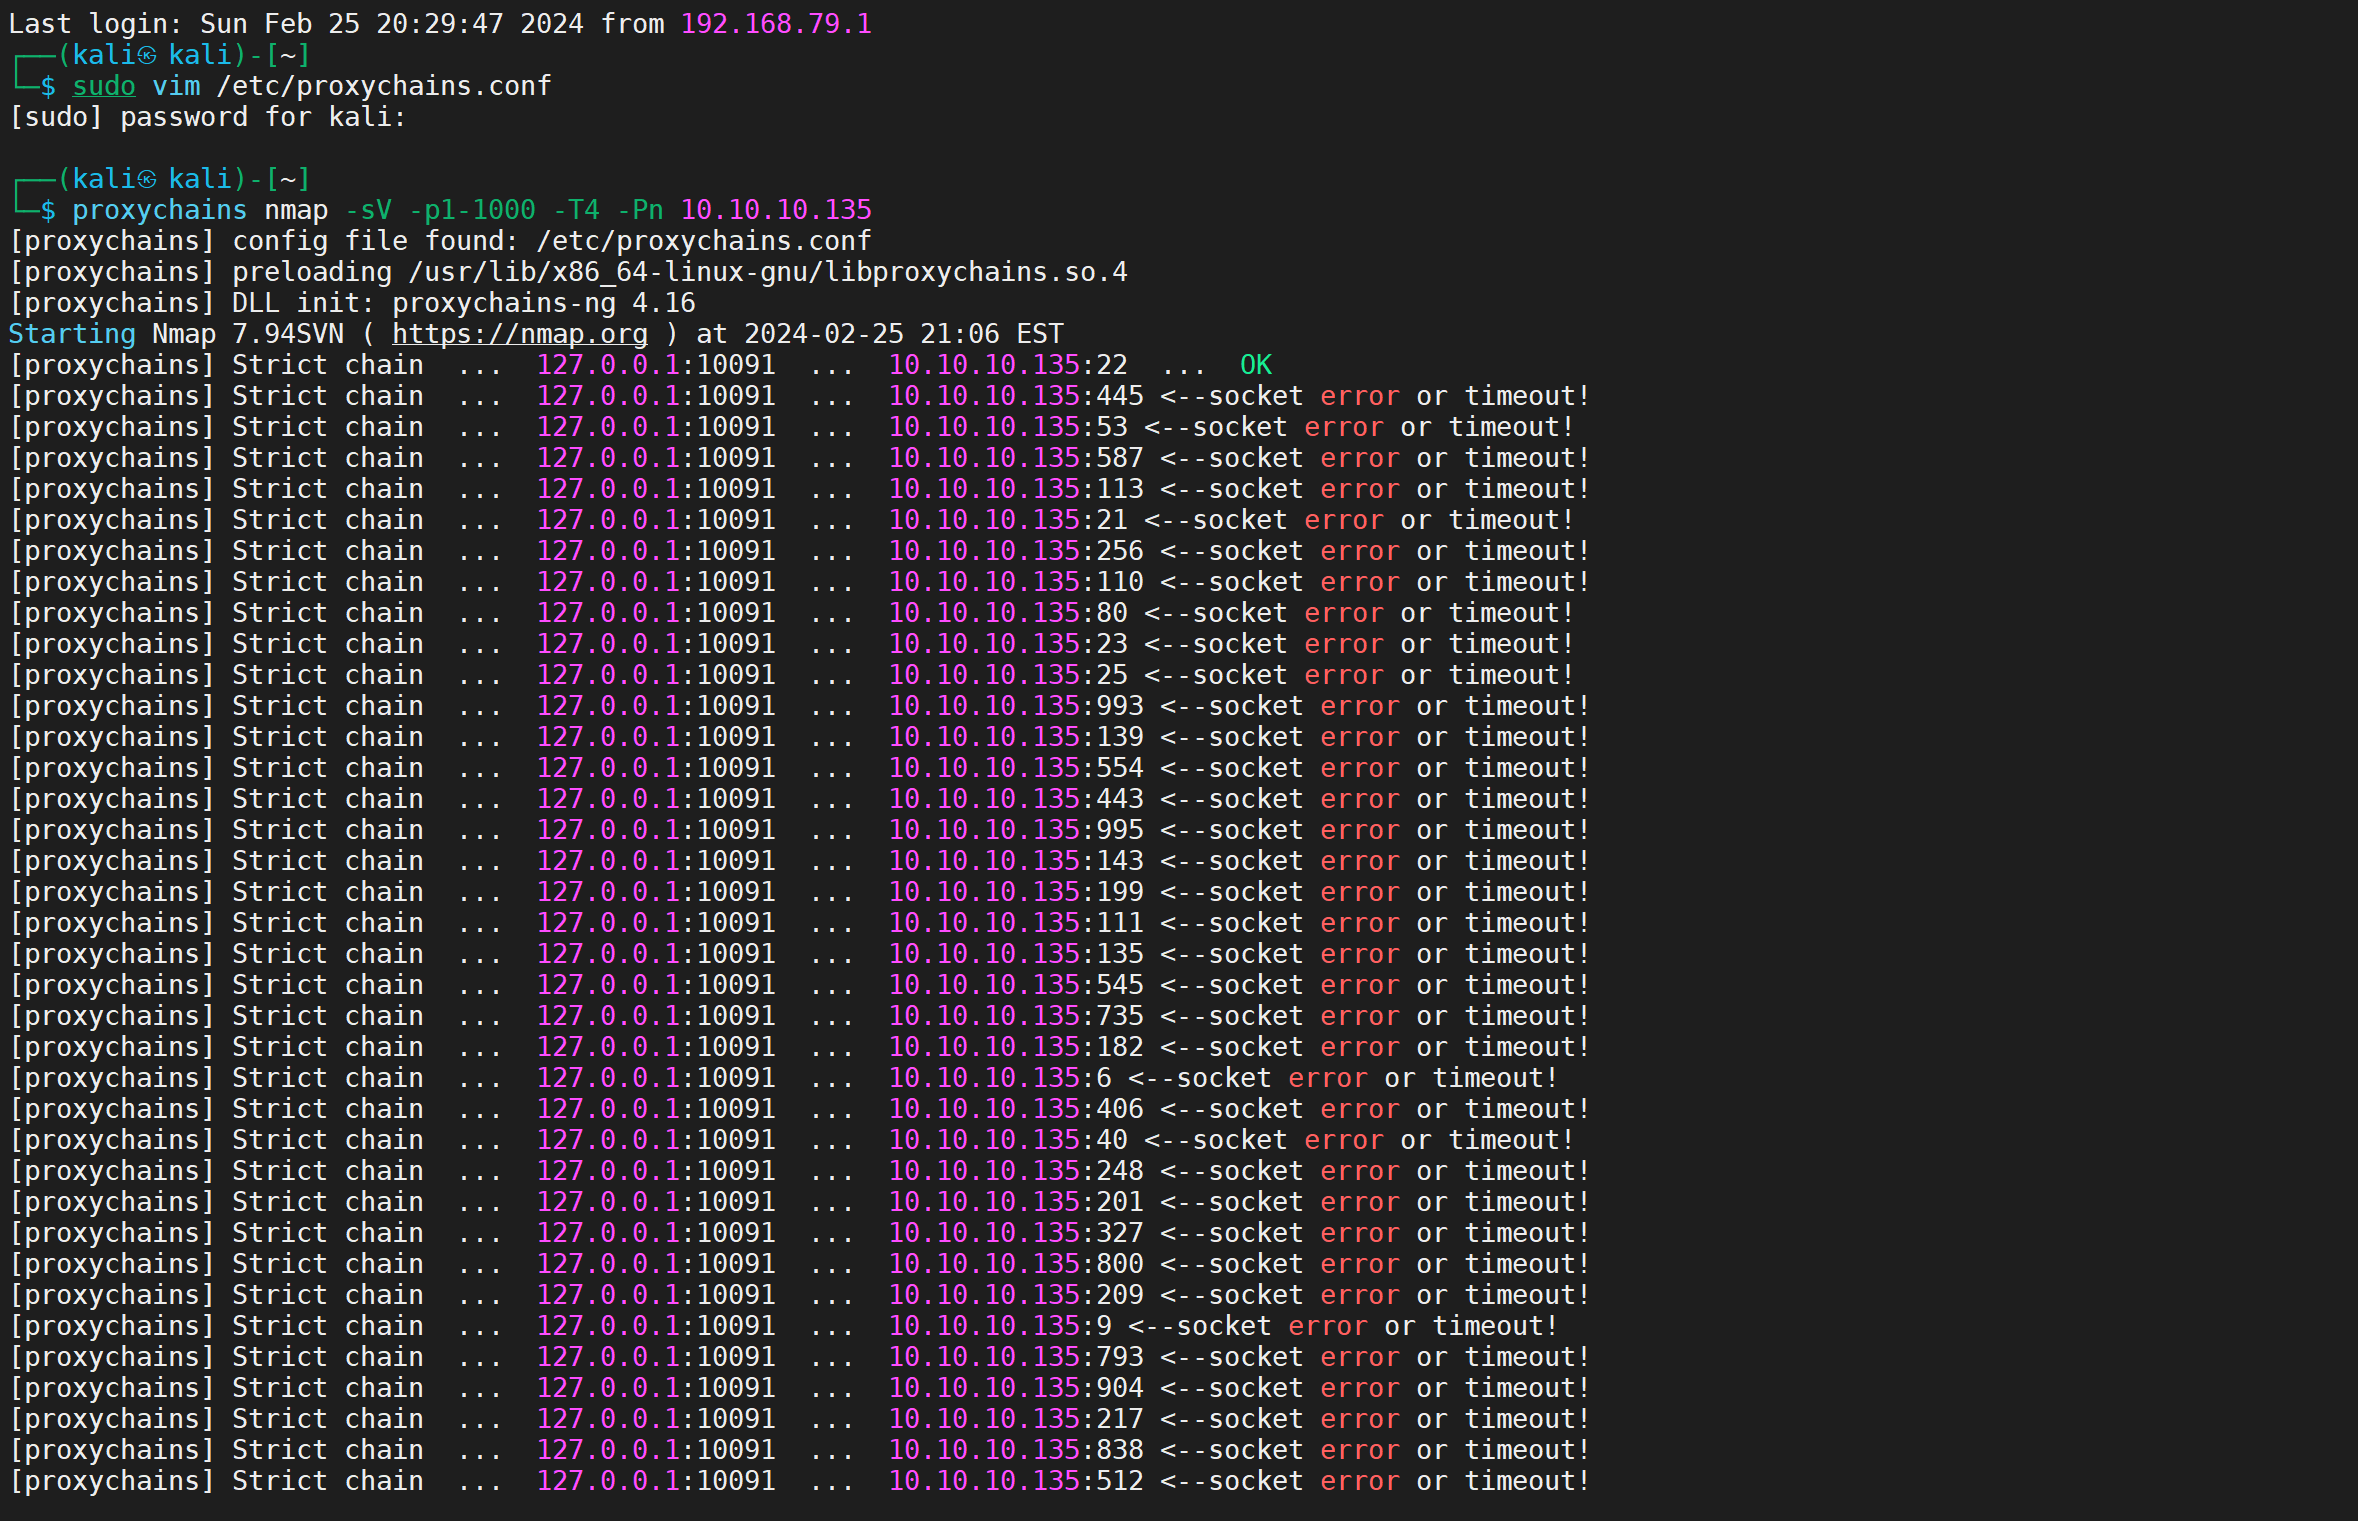 Last login: Sun Feb 25 20:29:47 2024 from 192.168.79.1
┌──(kali㉿kali)-[~]
└─$ sudo vim /etc/proxychains.conf
[sudo] password for kali:
┌──(kali㉿kali)-[~]
└─$ proxychains nmap -sV -p1-1000 -T4 -Pn 10.10.10.135
[proxychains] config file found: /etc/proxychains.conf
[proxychains] preloading /usr/lib/x86_64-linux-gnu/libproxychains.so.4
[proxychains] DLL init: proxychains-ng 4.16
Starting Nmap 7.94SVN ( https://nmap.org ) at 2024-02-25 21:06 EST
[proxychains] Strict chain  ...  127.0.0.1:10091  ...  10.10.10.135:22  ...  OK
[proxychains] Strict chain  ...  127.0.0.1:10091  ...  10.10.10.135:445 <--socket error or timeout!
[proxychains] Strict chain  ...  127.0.0.1:10091  ...  10.10.10.135:53 <--socket error or timeout!
[proxychains] Strict chain  ...  127.0.0.1:10091  ...  10.10.10.135:587 <--socket error or timeout!
[proxychains] Strict chain  ...  127.0.0.1:10091  ...  10.10.10.135:113 <--socket error or timeout!
[proxychains] Strict chain  ...  127.0.0.1:10091  ...  10.10.10.135:21 <--socket error or timeout!
[proxychains] Strict chain  ...  127.0.0.1:10091  ...  10.10.10.135:256 <--socket error or timeout!
[proxychains] Strict chain  ...  127.0.0.1:10091  ...  10.10.10.135:110 <--socket error or timeout!
[proxychains] Strict chain  ...  127.0.0.1:10091  ...  10.10.10.135:80 <--socket error or timeout!
[proxychains] Strict chain  ...  127.0.0.1:10091  ...  10.10.10.135:23 <--socket error or timeout!
[proxychains] Strict chain  ...  127.0.0.1:10091  ...  10.10.10.135:25 <--socket error or timeout!
[proxychains] Strict chain  ...  127.0.0.1:10091  ...  10.10.10.135:993 <--socket error or timeout!
[proxychains] Strict chain  ...  127.0.0.1:10091  ...  10.10.10.135:139 <--socket error or timeout!
[proxychains] Strict chain  ...  127.0.0.1:10091  ...  10.10.10.135:554 <--socket error or timeout!
[proxychains] Strict chain  ...  127.0.0.1:10091  ...  10.10.10.135:443 <--socket error or timeout!
[proxychains] Strict chain  ...  127.0.0.1:10091  ...  10.10.10.135:995 <--socket error or timeout!
[proxychains] Strict chain  ...  127.0.0.1:10091  ...  10.10.10.135:143 <--socket error or timeout!
[proxychains] Strict chain  ...  127.0.0.1:10091  ...  10.10.10.135:199 <--socket error or timeout!
[proxychains] Strict chain  ...  127.0.0.1:10091  ...  10.10.10.135:111 <--socket error or timeout!
[proxychains] Strict chain  ...  127.0.0.1:10091  ...  10.10.10.135:135 <--socket error or timeout!
[proxychains] Strict chain  ...  127.0.0.1:10091  ...  10.10.10.135:545 <--socket error or timeout!
[proxychains] Strict chain  ...  127.0.0.1:10091  ...  10.10.10.135:735 <--socket error or timeout!
[proxychains] Strict chain  ...  127.0.0.1:10091  ...  10.10.10.135:182 <--socket error or timeout!
[proxychains] Strict chain  ...  127.0.0.1:10091  ...  10.10.10.135:6 <--socket error or timeout!
[proxychains] Strict chain  ...  127.0.0.1:10091  ...  10.10.10.135:406 <--socket error or timeout!
[proxychains] Strict chain  ...  127.0.0.1:10091  ...  10.10.10.135:40 <--socket error or timeout!
[proxychains] Strict chain  ...  127.0.0.1:10091  ...  10.10.10.135:248 <--socket error or timeout!
[proxychains] Strict chain  ...  127.0.0.1:10091  ...  10.10.10.135:201 <--socket error or timeout!
[proxychains] Strict chain  ...  127.0.0.1:10091  ...  10.10.10.135:327 <--socket error or timeout!
[proxychains] Strict chain  ...  127.0.0.1:10091  ...  10.10.10.135:800 <--socket error or timeout!
[proxychains] Strict chain  ...  127.0.0.1:10091  ...  10.10.10.135:209 <--socket error or timeout!
[proxychains] Strict chain  ...  127.0.0.1:10091  ...  10.10.10.135:9 <--socket error or timeout!
[proxychains] Strict chain  ...  127.0.0.1:10091  ...  10.10.10.135:793 <--socket error or timeout!
[proxychains] Strict chain  ...  127.0.0.1:10091  ...  10.10.10.135:904 <--socket error or timeout!
[proxychains] Strict chain  ...  127.0.0.1:10091  ...  10.10.10.135:217 <--socket error or timeout!
[proxychains] Strict chain  ...  127.0.0.1:10091  ...  10.10.10.135:838 <--socket error or timeout!
[proxychains] Strict chain  ...  127.0.0.1:10091  ...  10.10.10.135:512 <--socket error or timeout!